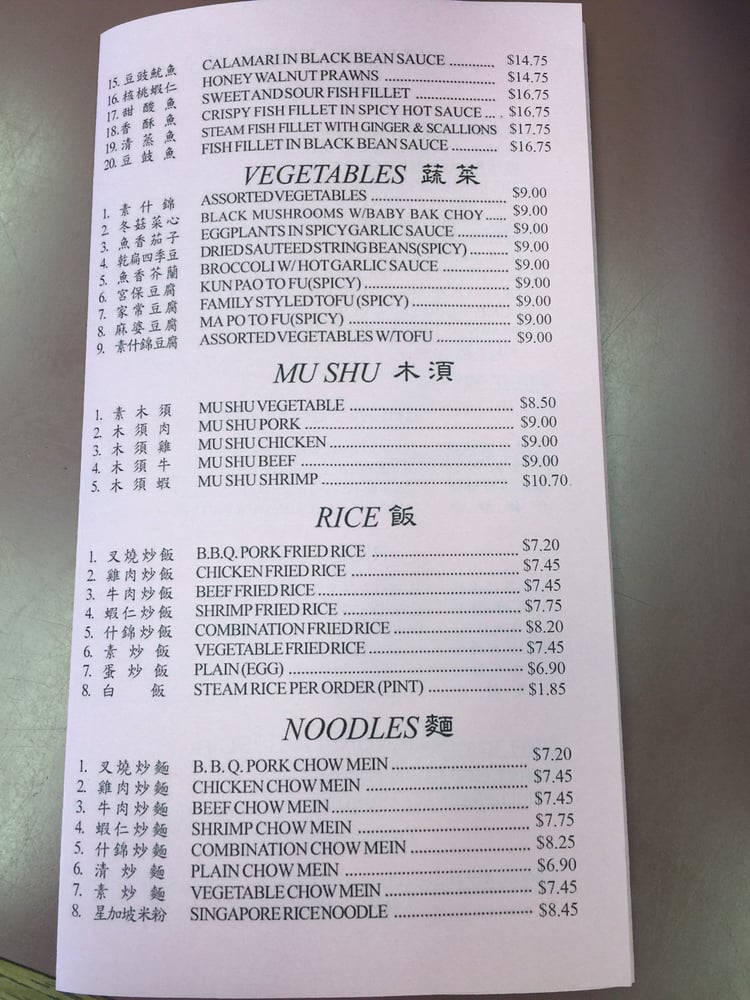 15. 豆豉魷魚 CALAMARI IN BLACK BEAN SAUCE ............ $14.75
16. 核桃蝦仁 HONEY WALNUT PRAWNS ............ $14.75
17. 甜酸魚 SWEET AND SOUR FISH FILLET ............ $16.75
18. 香酥魚 CRISPY FISH FILLET IN SPICY HOT SAUCE ... . $16.75
19. 清蒸魚 STEAM FISH FILLET WITH GINGER & SCALLIONS $17.75
20. 豆鼓魚 FISH FILLET IN BLACK BEAN SAUCE ............ $16.75
VEGETABLES 蔬菜
1. 素什錦 ASSORTED VEGETABLES ............ $9.00
2. 冬菇菜心 BLACK MUSHROOMS W/BABY BAK CHOY ...... $9.00
3. 魚香茄子 EGGPLANTS IN SPICY GARLIC SAUCE ............ $9.00
4. 乾扁四季豆 DRIED SAUTEED STRING BEANS (SPICY) .......... $9.00
5. 魚香芥蘭 BROCCOLI W/ HOT GARLIC SAUCE ............ $9.00
6. 宮保豆腐 KUN PAO TO FU (SPICY) ............ $9.00
7. 家常豆腐 FAMILY STYLED TOFU (SPICY) ............ $9.00
8. 麻婆豆腐 MA PO TO FU (SPICY) ............ $9.00
9. 素什錦豆腐 ASSORTED VEGETABLES W/TOFU ............ $9.00
MU SHU 木湏
1. 素木須 MU SHU VEGETABLE ............ $8.50
2. 木須肉 MU SHU PORK ............ $9.00
3. 木須雞 MU SHU CHICKEN ............ $9.00
4. 木須牛 MU SHU BEEF ............ $9.00
5. 木須蝦 MU SHU SHRIMP ............ $10.70
RICE 飯
1. 叉燒炒飯 B.B.Q. PORK FRIED RICE ............ $7.20
2. 雞肉炒飯 CHICKEN FRIED RICE ............ $7.45
3. 牛肉炒飯 BEEF FRIED RICE ............ $7.45
4. 蝦仁炒飯 SHRIMP FRIED RICE ............ $7.75
5. 什錦炒飯 COMBINATION FRIED RICE ............ $8.20
6. 素炒飯 VEGETABLE FRIED RICE ............ $7.45
7. 蛋炒飯 PLAIN (EGG) ............ $6.90
8. 白飯 STEAM RICE PER ORDER (PINT) ............ $1.85
NOODLES 麵
1. 叉燒炒麵 B. B. Q. PORK CHOW MEIN ............ $7.20
2. 雞肉炒麵 CHICKEN CHOW MEIN ............ $7.45
3. 牛肉炒麵 BEEF CHOW MEIN ............ $7.45
4. 蝦仁炒麵 SHRIMP CHOW MEIN ............ $7.75
5. 什錦炒麵 COMBINATION CHOW MEIN ............ $8.25
6. 清炒麵 PLAIN CHOW MEIN ............ $6.90
7. 素炒麵 VEGETABLE CHOW MEIN ............ $7.45
8. 星加坡米粉 SINGAPORE RICE NOODLE ............ $8.45